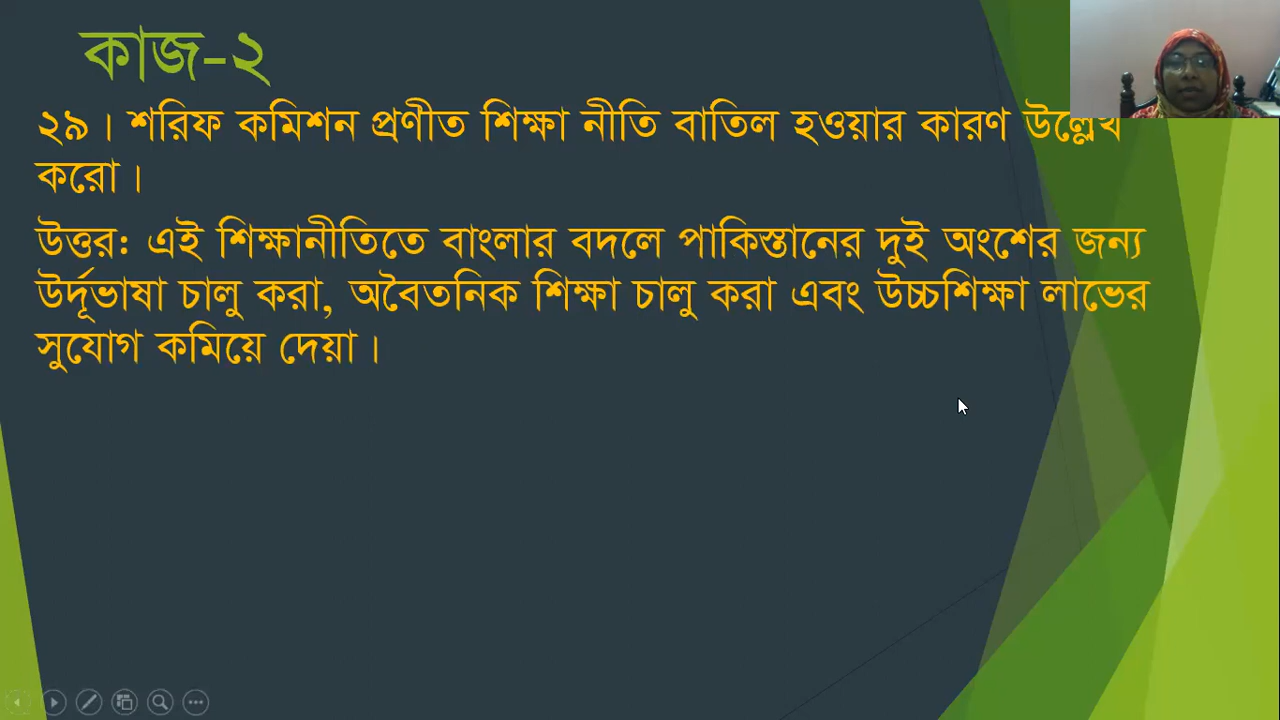 কাজ-২
২৯। শরিফ কমিশন প্রণীত শিক্ষা নীতি বাতিল হওয়ার কারণ উল্লেখ
করো।
উত্তর: এই শিক্ষানীতিতে বাংলার বদলে পাকিস্তানের দুই অংশের জন্য
উর্দূভাষা চালু করা, অবৈতনিক শিক্ষা চালু করা এবং উচ্চশিক্ষা লাভের
সুযোগ কমিয়ে দেয়া।